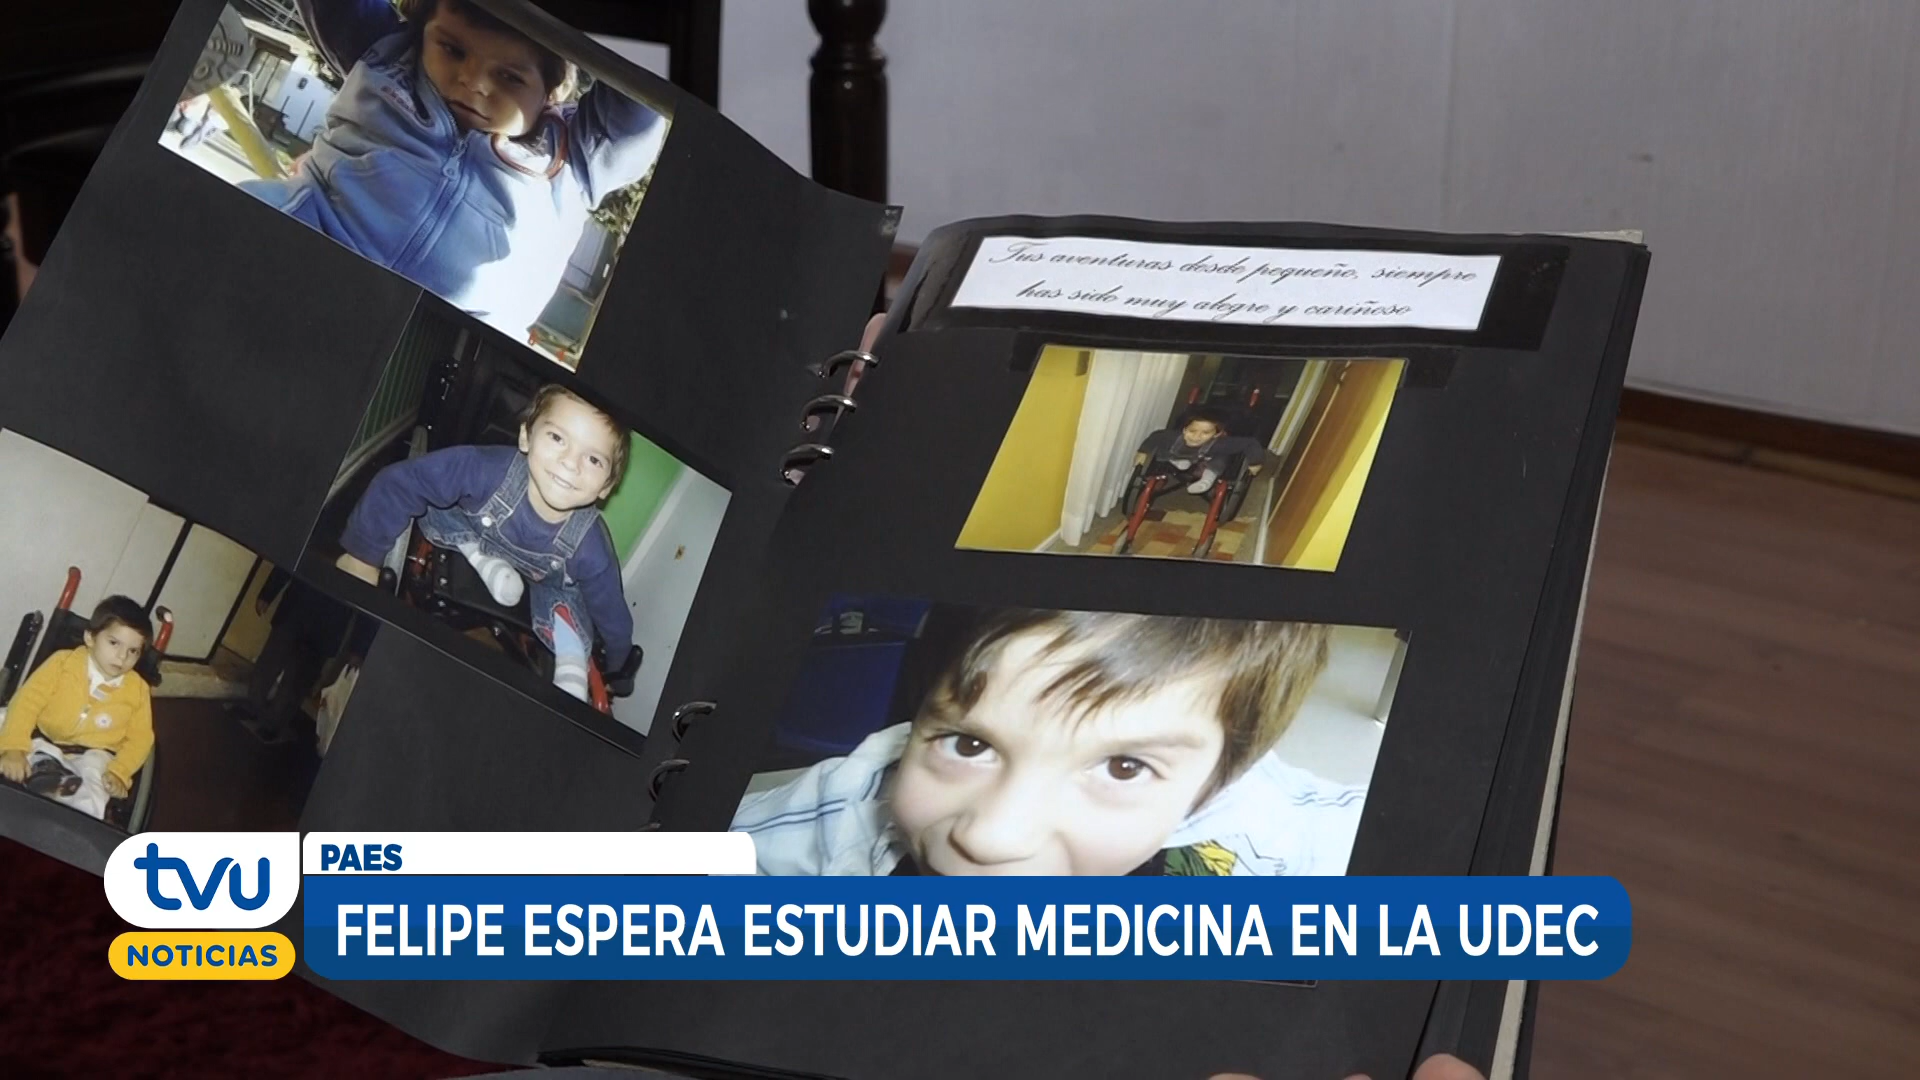 Tus aventuras desde pequeño, siempre
has sido muy alegre y cariñoso
tvu
NOTICIAS
PAES
FELIPE ESPERA ESTUDIAR MEDICINA EN LA UDEC